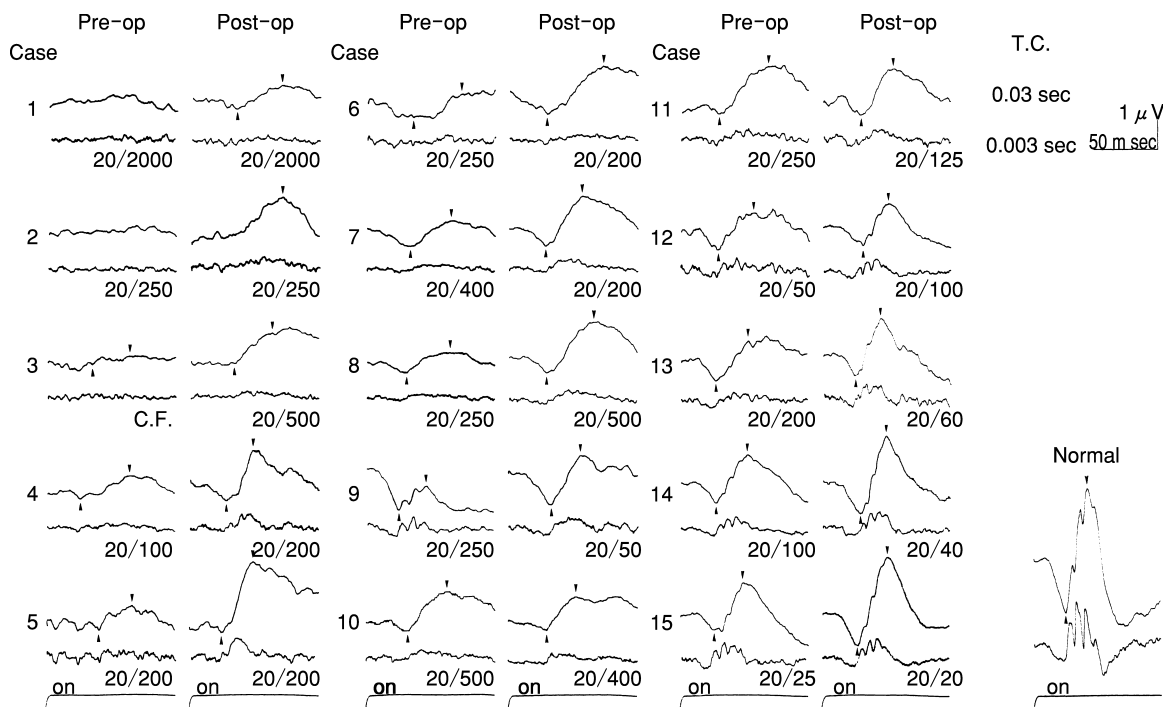 Pre-op Post-op Pre-op Post-op Pre-op Post-op
Case Case Case T.C.
1 6 11 0.03 sec
1 μV
0.003 sec 50 m sec
20/2000 20/2000 20/250 20/200 20/250 20/125
2 7 12
20/250 20/250 20/400 20/200 20/50 20/100
3 8 13
C.F. 20/500 20/250 20/500 20/200 20/60
Normal
4 9 14
20/100 20/200 20/250 20/50 20/100 20/40
5 10 15
20/200 20/200 20/500 20/400 20/25 20/20
on on on on on on on